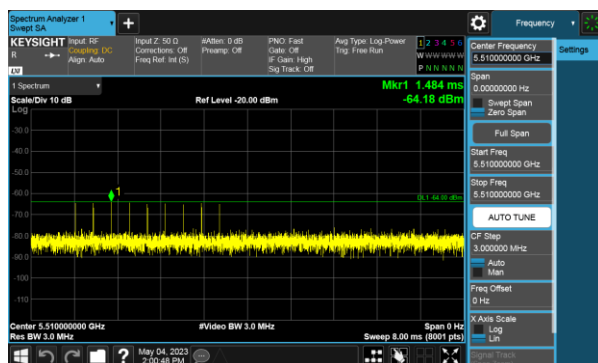 Spectrum Analyzer 1
Swept SA
+
Frequency
KEYSIGHT
Input: RF
Coupling: DC
Align: Auto
Input Z: 50 Ω
Corrections: Off
Freq Ref: Int (S)
#Atten: 0 dB
Preamp: Off
PNO: Fast
Gate: Off
IF Gain: High
Sig Track: Off
Avg Type: Log-Power
Trig: Free Run
1 2 3 4 5 6
W W W W W W
P N N N N N
R
LXI
1 Spectrum
Scale/Div 10 dB
Log
Ref Level -20.00 dBm
Mkr1 1.484 ms
-64.18 dBm
-30.0
-40.0
-50.0
-60.0
-70.0
-80.0
-90.0
-100
-110
1
DL1 -64.00 dBm
Center 5.510000000 GHz
Res BW 3.0 MHz
#Video BW 3.0 MHz
Span 0 Hz
Sweep 8.00 ms (8001 pts)
Center Frequency
5.510000000 GHz
Settings
Span
0.00000000 Hz
Swept Span
Zero Span
Full Span
Start Freq
5.510000000 GHz
Stop Freq
5.510000000 GHz
AUTO TUNE
CF Step
3.000000 MHz
Auto
Man
Freq Offset
0 Hz
X Axis Scale
Log
Lin
Signal Track
?
May 04, 2023
2:00:48 PM